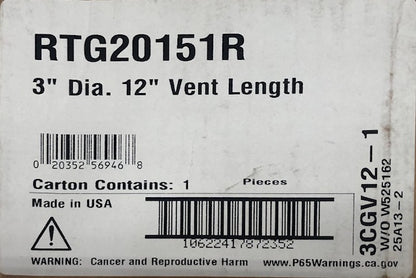 RTG20151R
3" Dia. 12" Vent Length
0 20352 56946 8
Carton Contains: 1 Pieces
Made in USA
10622417872352
WARNING: Cancer and Reproductive Harm www.P65Warnings.ca.gov
3CGV12-1
W/O W525162
25A13-2